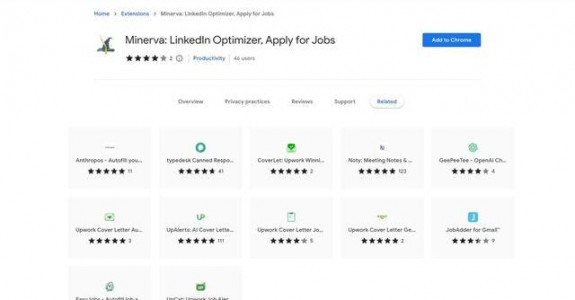 Home > Extensions > Minerva: LinkedIn Optimizer, Apply for Jobs
Minerva: LinkedIn Optimizer, Apply for Jobs
Add to Chrome
2 Productivity 46 users
Overview Privacy practices Reviews Support Related
Anthropos - Autofill you... typedesk Canned Respo... CoverLet: Upwork Winni... Noty: Meeting Notes & ... GeePeeTee - OpenAi Ch...
11 41 2 123 4
Upwork Cover Letter Au... UpAlerts: AI Cover Lette... Upwork Cover Letter Jo... Upwork Cover Letter Ge... JobAdder for Gmail™
3 111 5 2 9
Easy Jobs - Autofill Job a... UpCat: Upwork Job Aler...